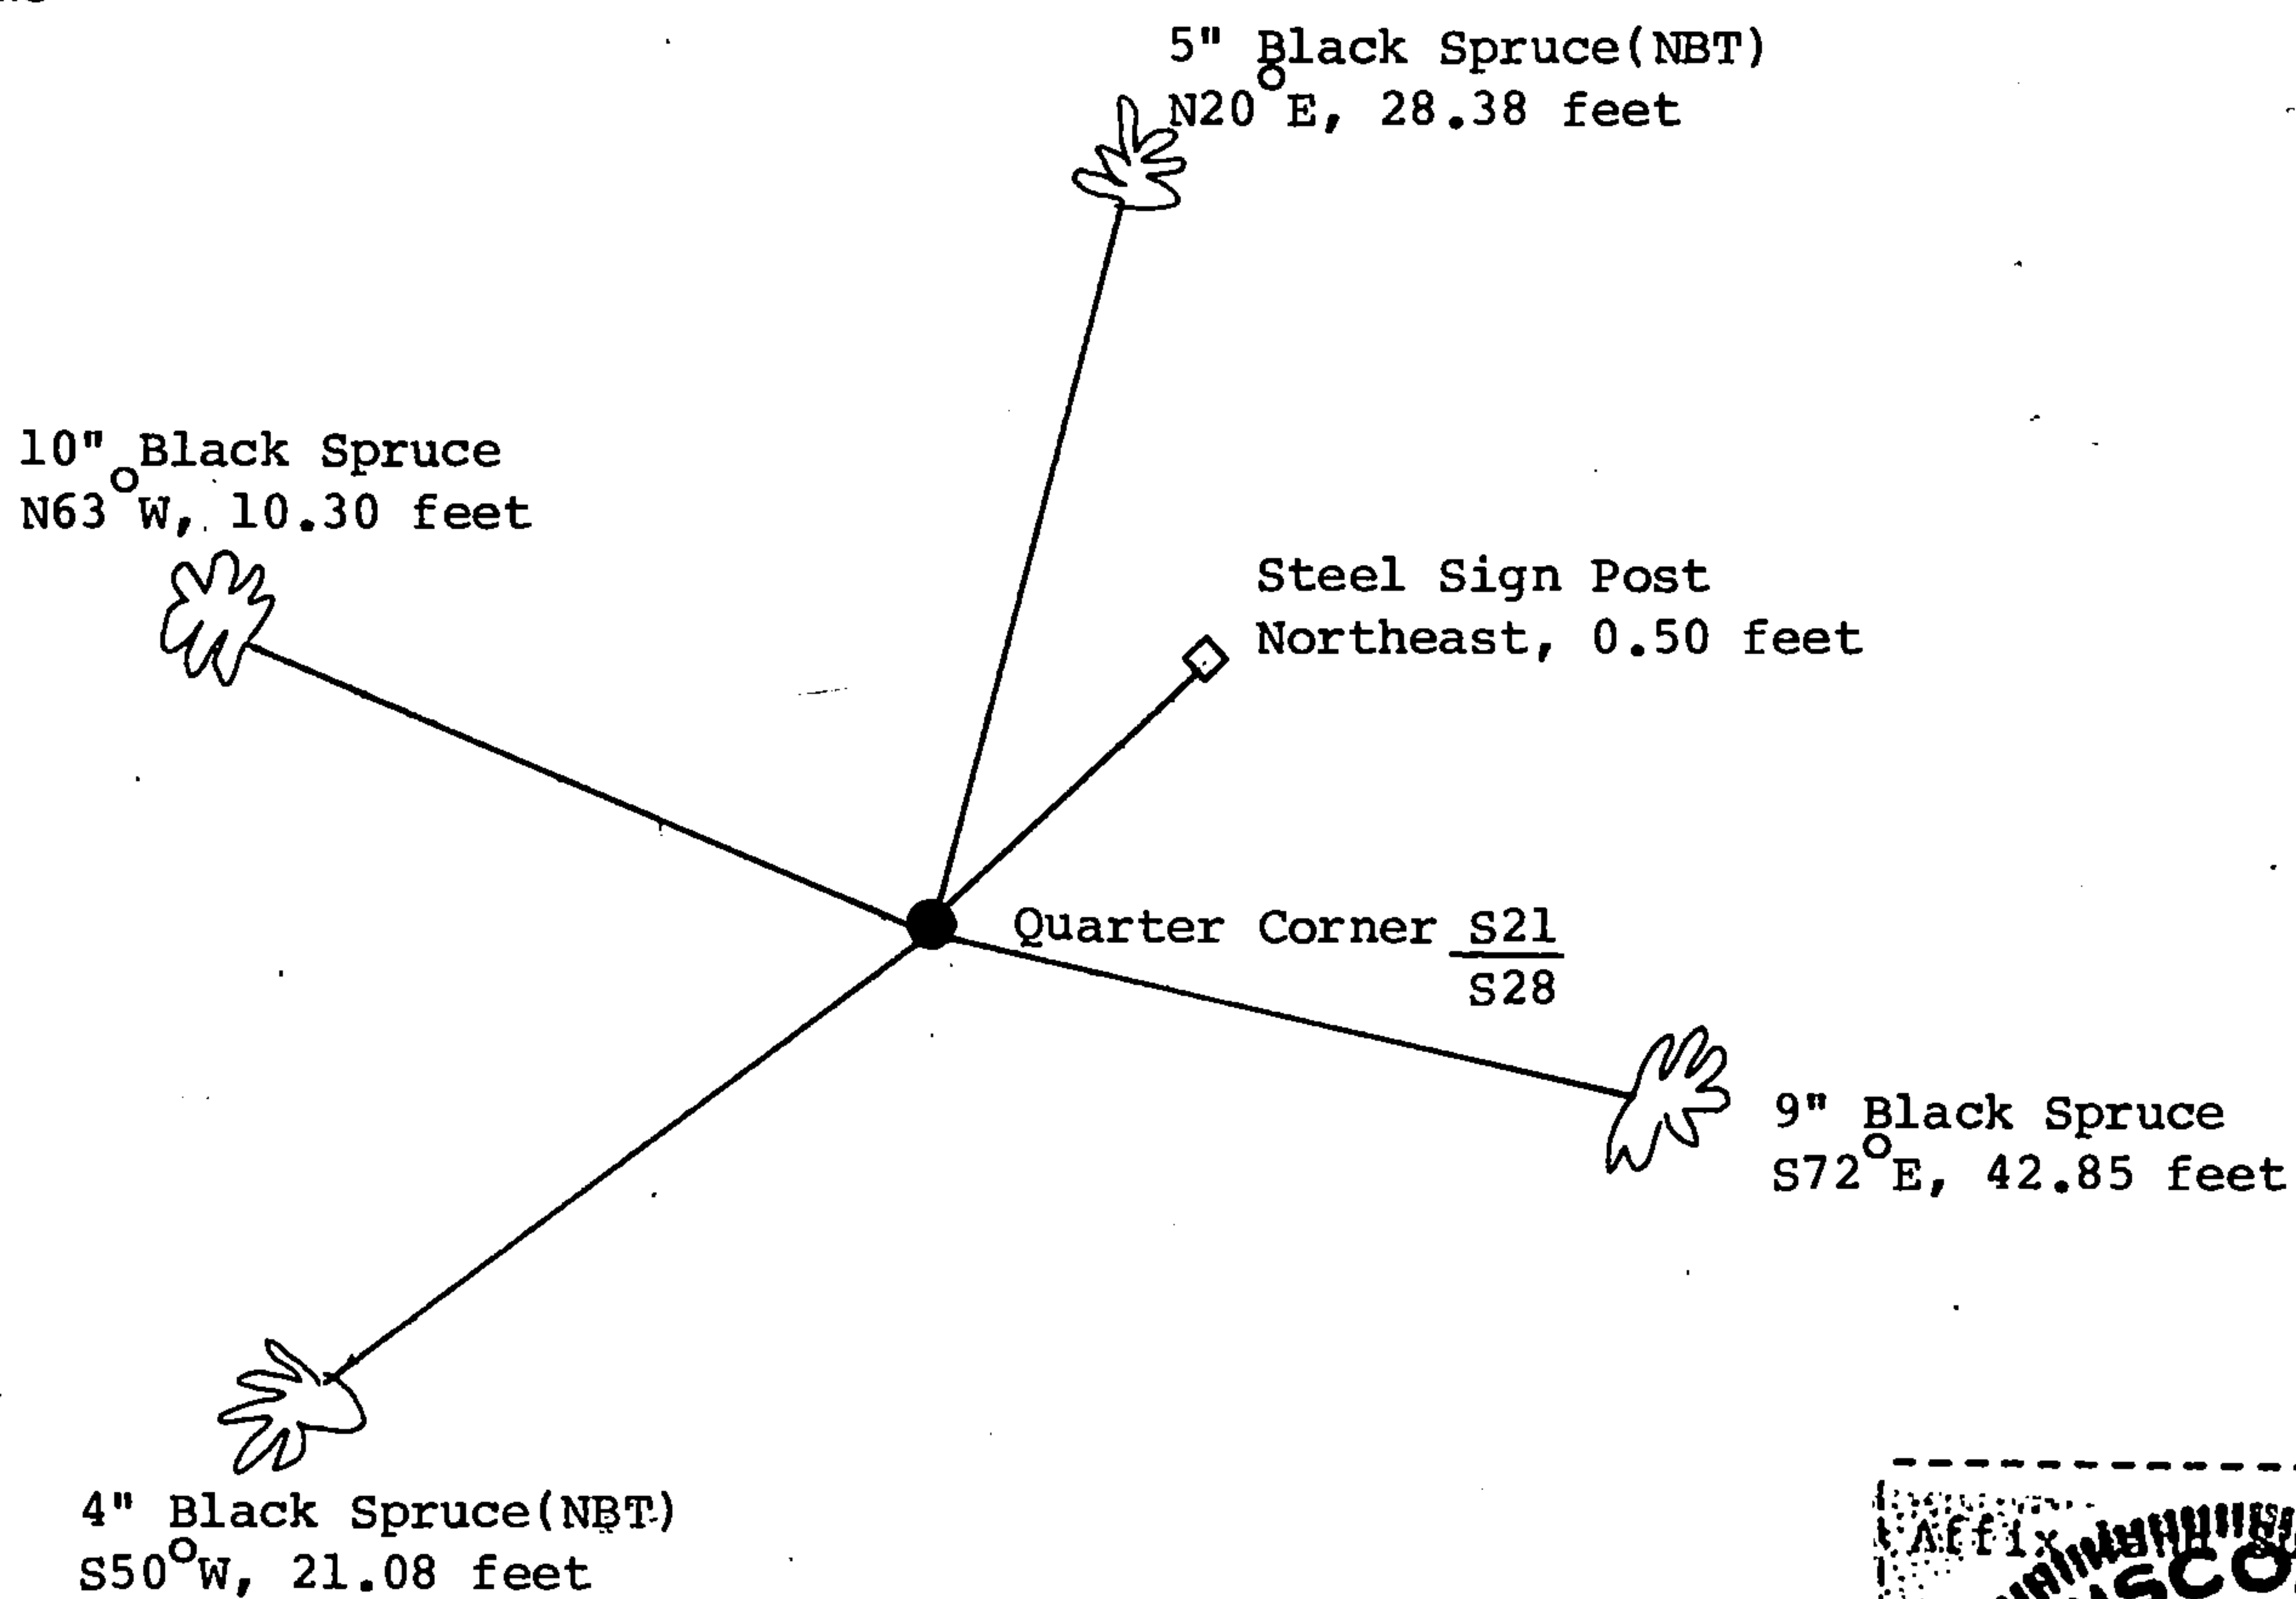 5" Black Spruce(NBT)
N20°E, 28.38 feet
10" Black Spruce
N63°W, 10.30 feet
Steel Sign Post
Northeast, 0.50 feet
Quarter Corner S21
S28
9" Black Spruce
S72°E, 42.85 feet
4" Black Spruce(NBT)
S50°W, 21.08 feet
Affix